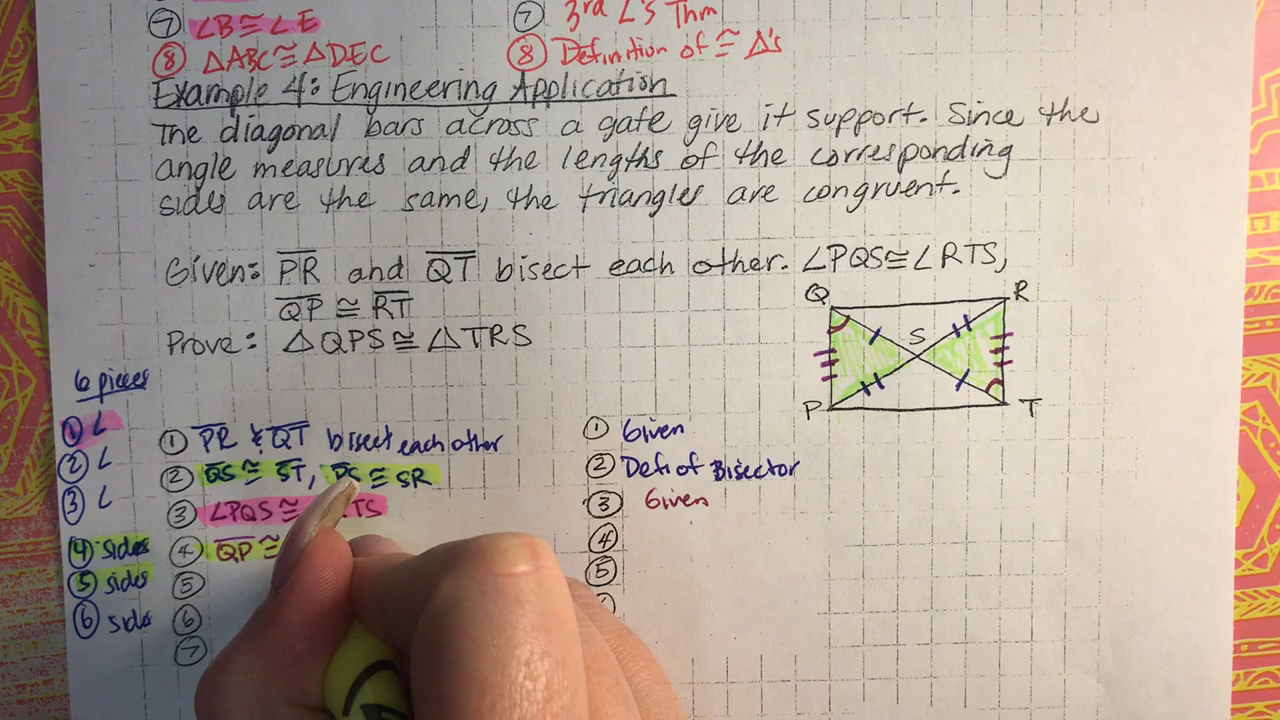 ⑦ ∠B≅∠E ⑦ 3rd ∠'s Thm
⑧ △ABC≅△DEC ⑧ Definition of ≅ △'s
Example 4: Engineering Application
The diagonal bars across a gate give it support. Since the
angle measures and the lengths of the corresponding
sides are the same, the triangles are congruent.
Given: PR and QT bisect each other. ∠PQS≅∠RTS,
QP ≅ RT
Prove: △QPS≅△TRS
Q R
S
P T
6 pieces
① ∠
② ∠
③ ∠
④ sides
⑤ sides
⑥ side
① PR & QT bisect each other ① Given
② QS ≅ ST, PS ≅ SR ② Def. of Bisector
③ ∠PQS≅ TS ③ Given
④ QP ≅ ④
⑤ ⑤
⑥
⑦